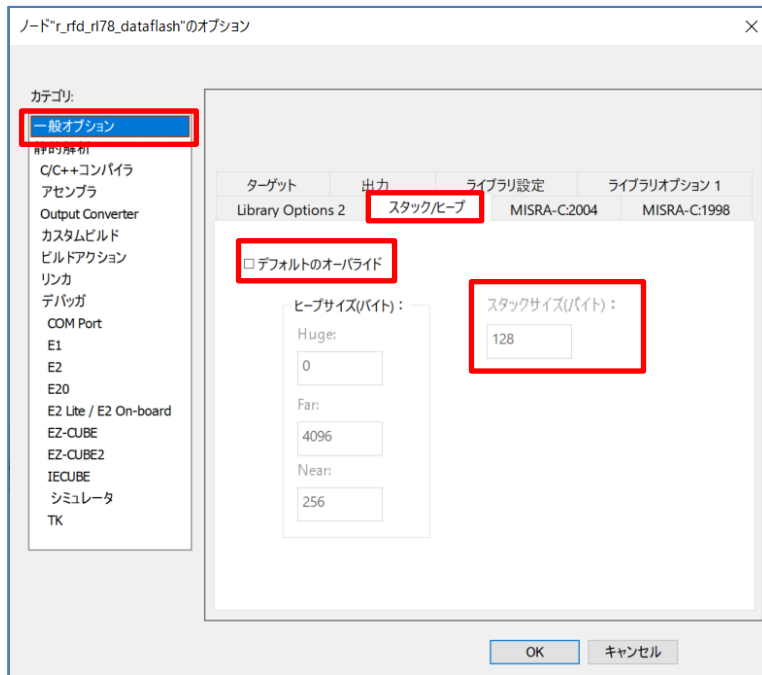 ノード"r_rfd_rl78_dataflash"のオプション
カテゴリ:
一般オプション
静的解析
C/C++コンパイラ
アセンブラ
Output Converter
カスタムビルド
ビルドアクション
リンカ
デバッガ
COM Port
E1
E2
E20
E2 Lite / E2 On-board
EZ-CUBE
EZ-CUBE2
IECUBE
シミュレータ
TK
ターゲット 出力 ライブラリ設定 ライブラリオプション 1
Library Options 2 スタック/ヒープ MISRA-C:2004 MISRA-C:1998
デフォルトのオーバライド
ヒープサイズ(バイト)：
Huge:
0
Far:
4096
Near:
256
スタックサイズ(バイト)：
128
OK キャンセル